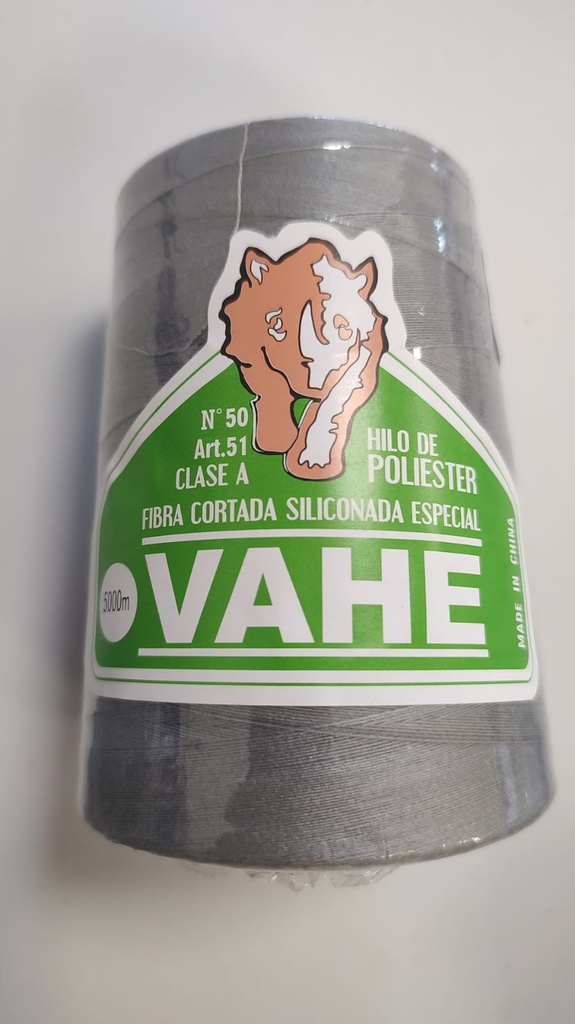 N°50
Art.51
CLASE A
HILO DE
POLIESTER
FIBRA CORTADA SILICONADA ESPECIAL
5000m
VAHE
MADE IN CHINA